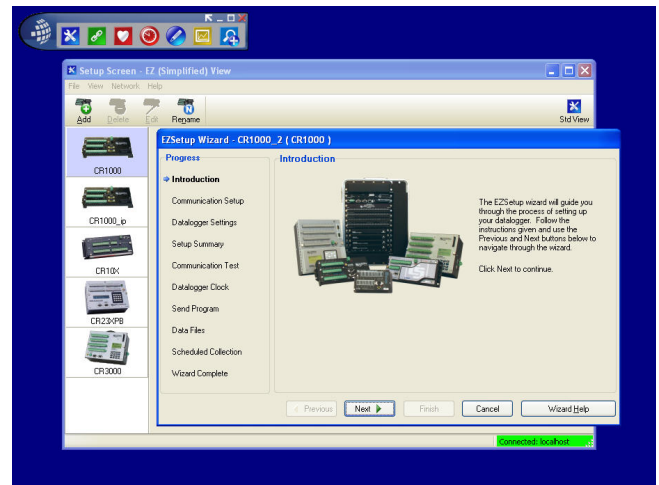 Setup Screen - EZ (Simplified) View
File View Network Help
Add Delete Edit Rename Std View
EZSetup Wizard - CR1000_2 ( CR1000 )
CR1000
CR1000_ip
CR10X
CR23XPB
CR3000
Progress
Introduction
Communication Setup
Datalogger Settings
Setup Summary
Communication Test
Datalogger Clock
Send Program
Data Files
Scheduled Collection
Wizard Complete
Introduction
The EZSetup wizard will guide you
through the process of setting up
your datalogger. Follow the
instructions given and use the
Previous and Next buttons below to
navigate through the wizard.
Click Next to continue.
Previous Next Finish Cancel Wizard Help
Connected: localhost